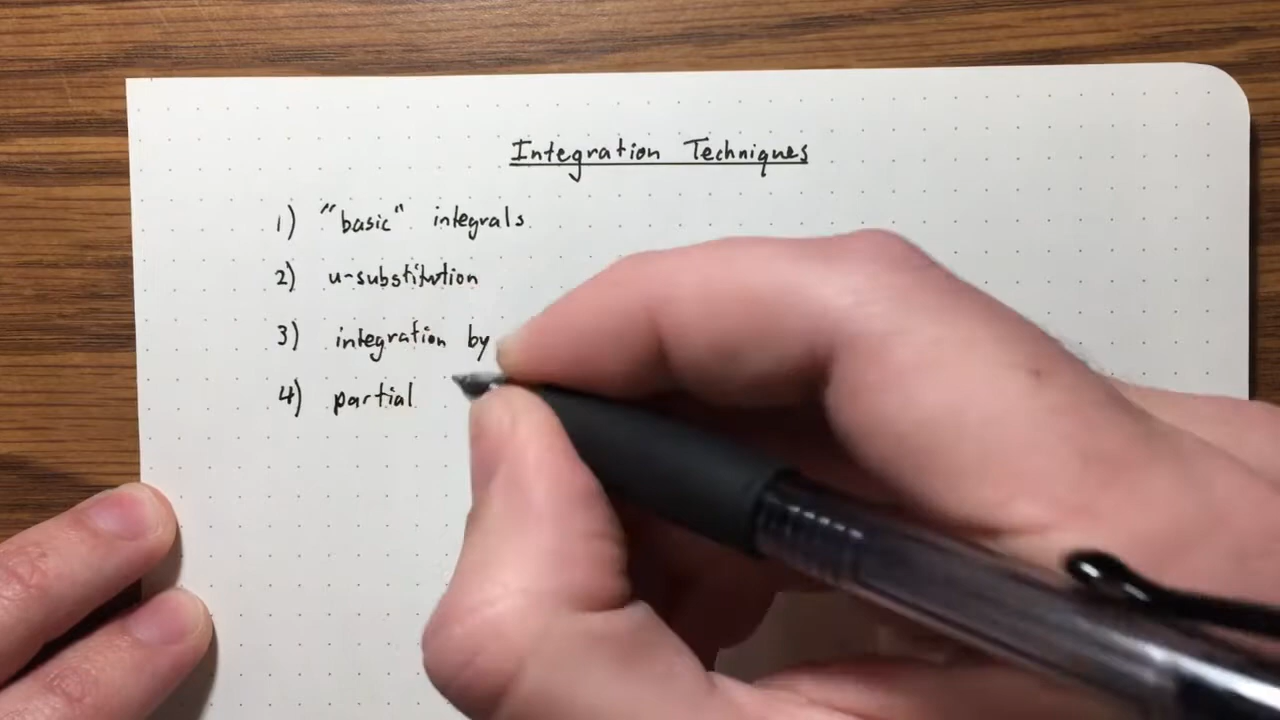 Integration Techniques
1) "basic" integrals
2) u-substitution
3) integration by
4) partial